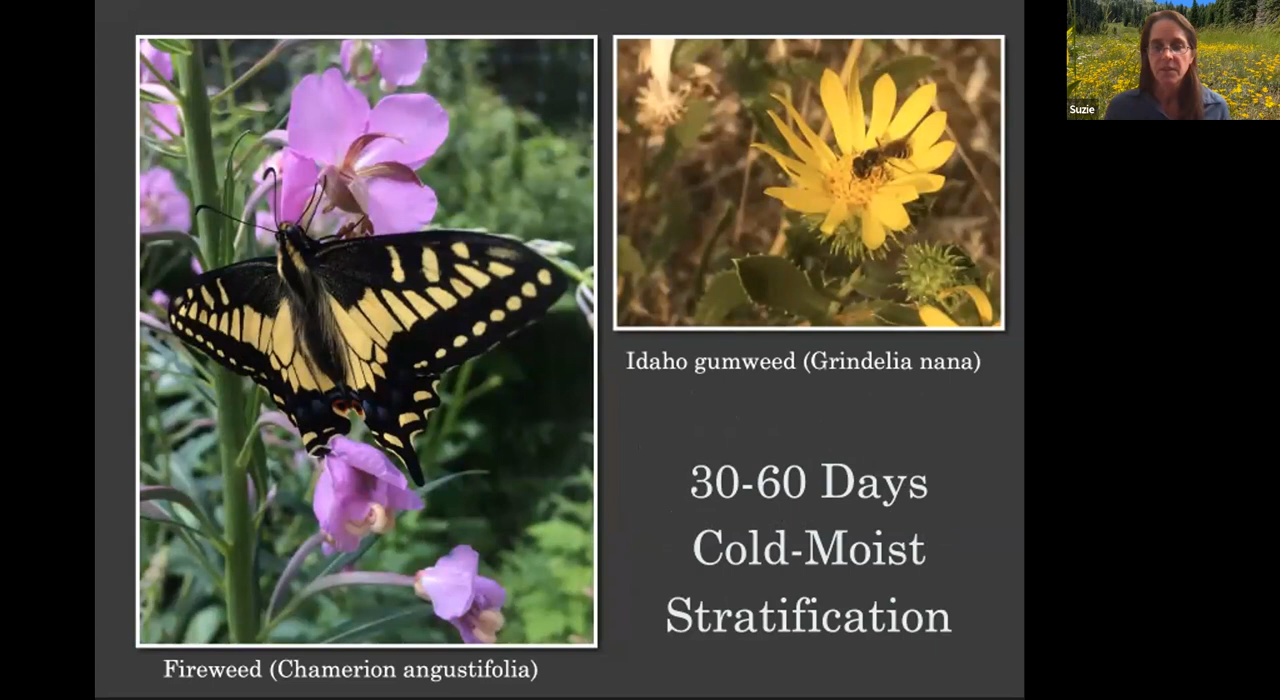 Suzie
Idaho gumweed (Grindelia nana)
30-60 Days
Cold-Moist
Stratification
Fireweed (Chamerion angustifolia)